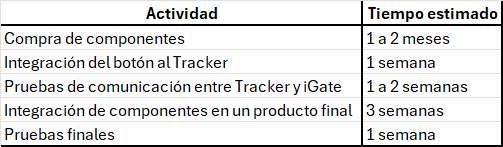 Actividad Tiempo estimado
Compra de componentes 1 a 2 meses
Integración del botón al Tracker 1 semana
Pruebas de comunicación entre Tracker y iGate 1 a 2 semanas
Integración de componentes en un producto final 3 semanas
Pruebas finales 1 semana